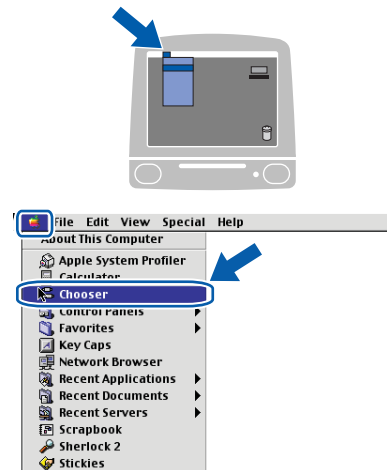 File Edit View Special Help
About This Computer
Apple System Profiler
Calculator
Chooser
Control Panels
Favorites
Key Caps
Network Browser
Recent Applications
Recent Documents
Recent Servers
Scrapbook
Sherlock 2
Stickies